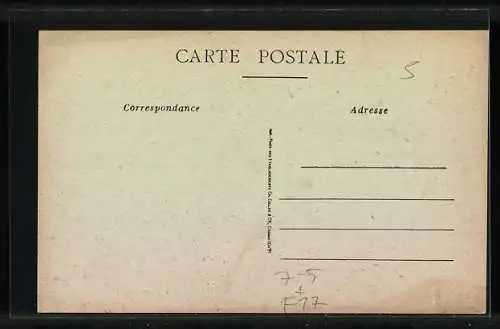 CARTE POSTALE
5
Correspondance
Adresse
7-5
+
F17